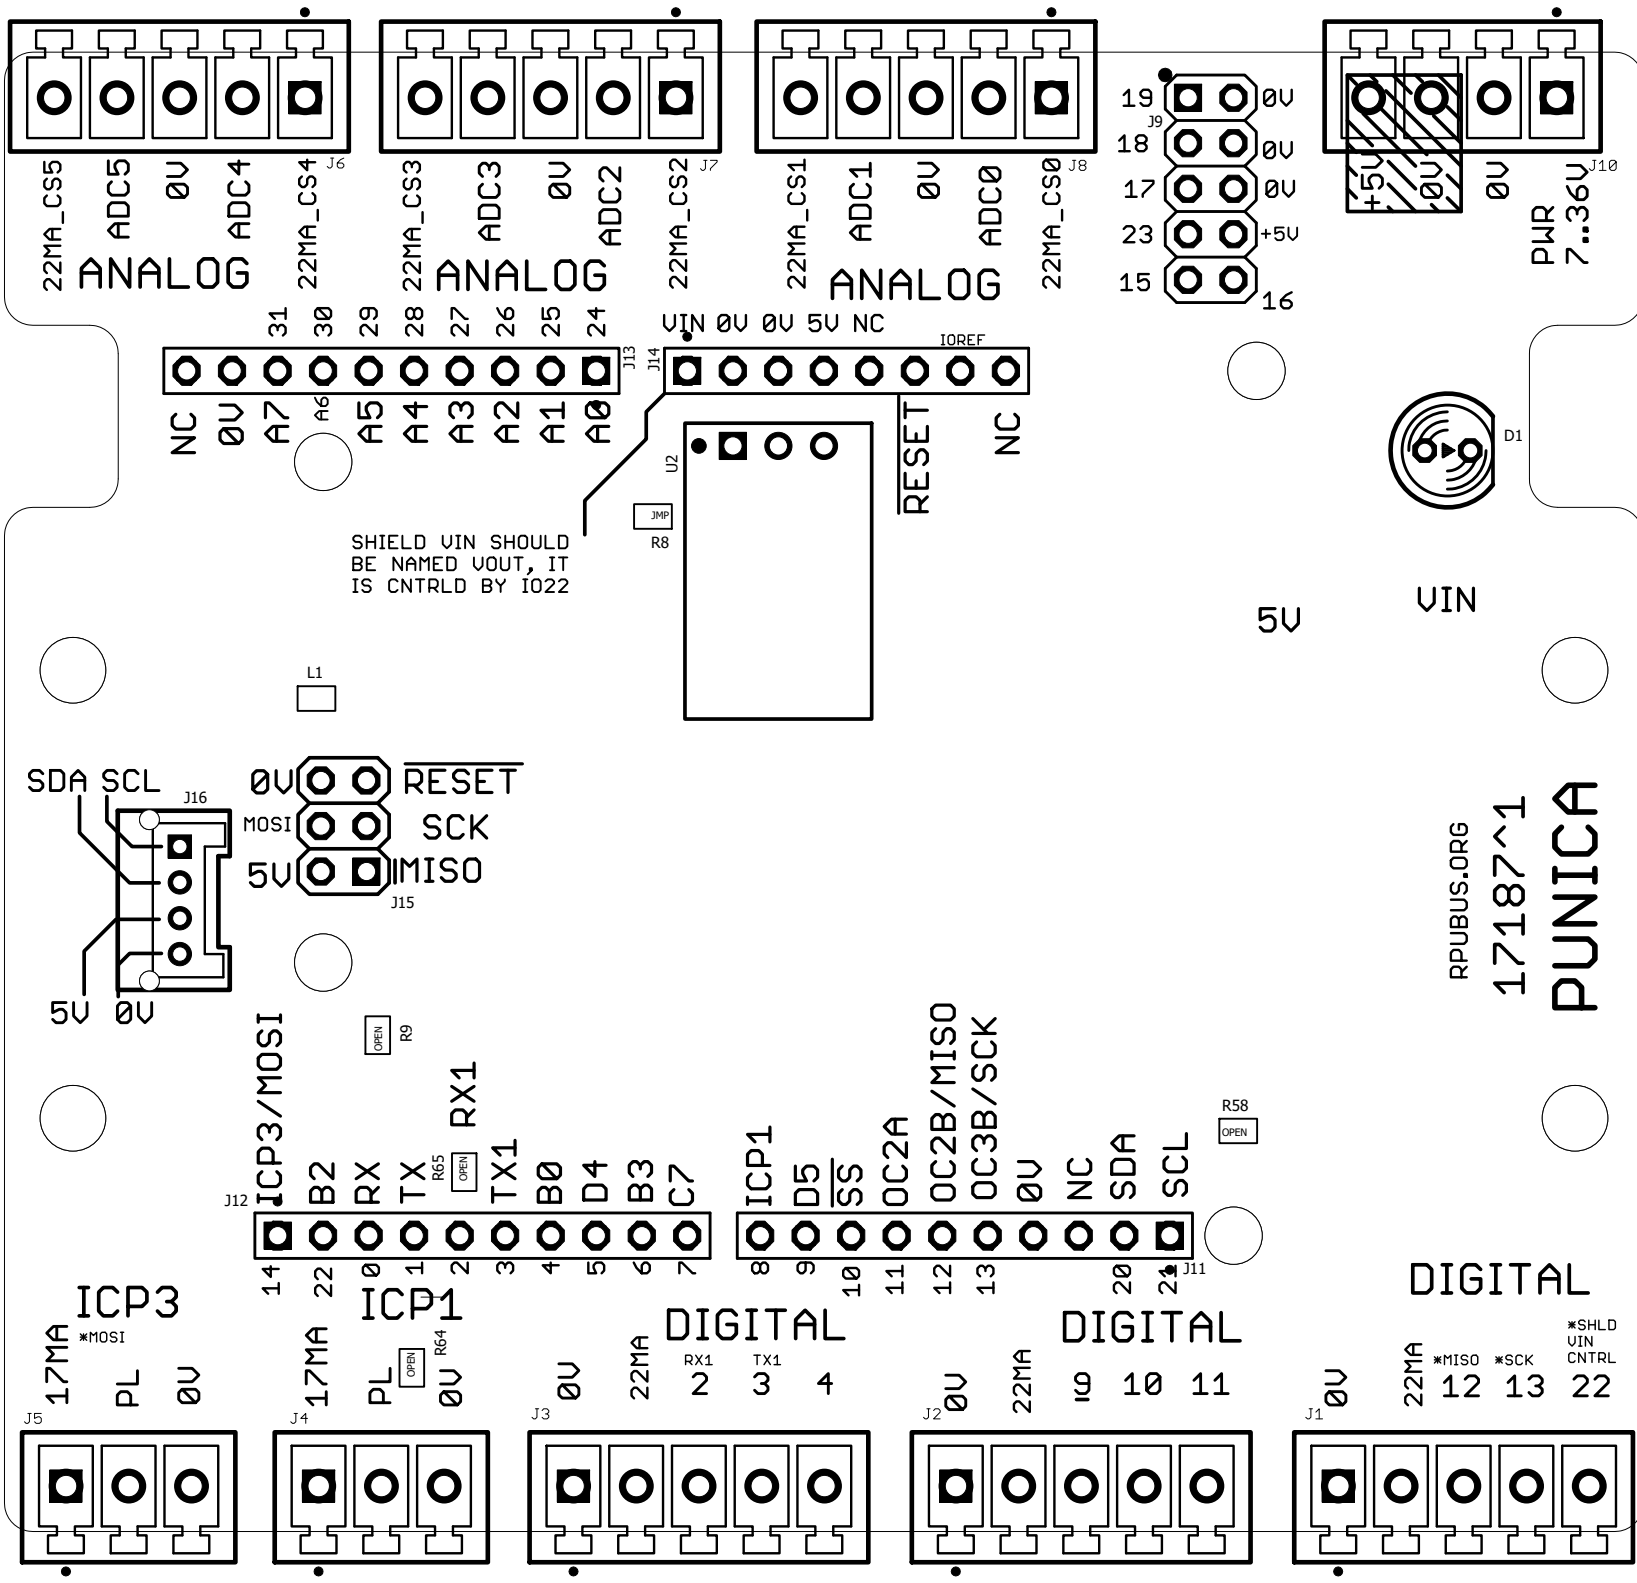 22MA_CS5 ADC5 0V ADC4 22MA_CS4 J6
ANALOG
22MA_CS3 ADC3 0V ADC2 22MA_CS2 J7
ANALOG
22MA_CS1 ADC1 0V ADC0 22MA_CS0 J8
ANALOG
19 0V
J9
18 0V
17 0V
23 +5V
15 16
+5V 0V 0V PWR 7..36V J10
31 30 29 28 27 26 25 24
J13
NC 0V A7 A6 A5 A4 A3 A2 A1 A0
VIN 0V 0V 5V NC
IOREF
J14
RESET NC
U2
JMP
R8
D1
SHIELD VIN SHOULD
BE NAMED VOUT, IT
IS CNTRLD BY IO22
5V
VIN
L1
SDA SCL
J16
5V 0V
0V RESET
MOSI SCK
5V MISO
J15
RPUBUS.ORG
17187^1
PUNICA
OPEN R9
R65 OPEN
R58
OPEN
ICP3/MOSI B2 RX TX RX1 TX1 B0 D4 B3 C7
J12
14 22 0 1 2 3 4 5 6 7
ICP1 D5 SS OC2A OC2B/MISO OC3B/SCK 0V NC SDA SCL
8 9 10 11 12 13 20 21
J11
ICP3
17MA *MOSI PL 0V
J5
ICP1
17MA PL OPEN R64 0V
J4
DIGITAL
0V 22MA RX1 TX1
2 3 4
J3
DIGITAL
0V 22MA 9 10 11
J2
DIGITAL
*SHLD
VIN
CNTRL
*MISO *SCK
0V 22MA 12 13 22
J1